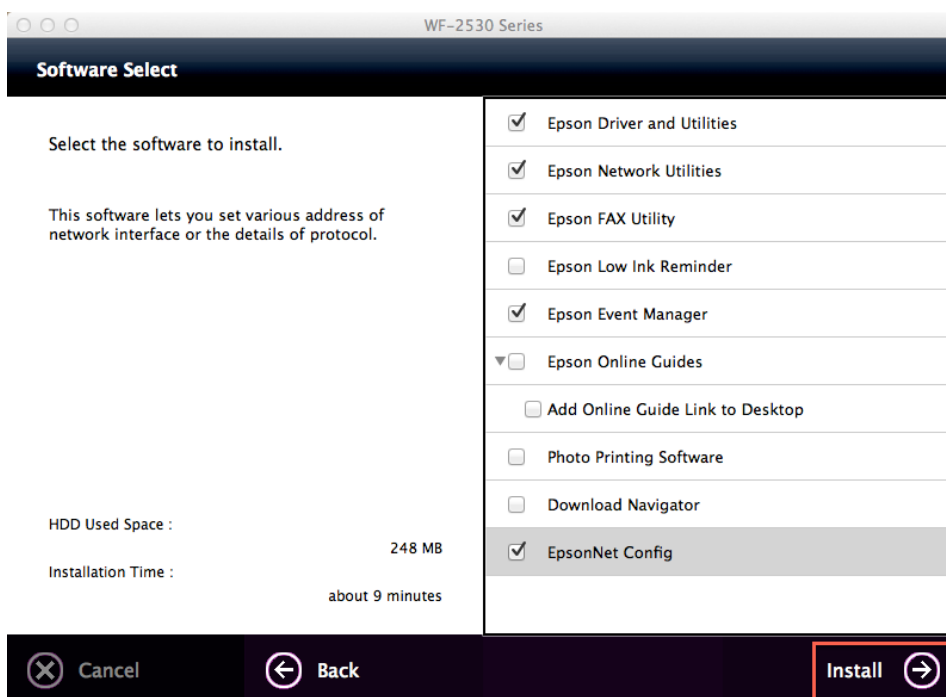 WF-2530 Series
Software Select
Select the software to install.
This software lets you set various address of
network interface or the details of protocol.
HDD Used Space :
248 MB
Installation Time :
about 9 minutes
Epson Driver and Utilities
Epson Network Utilities
Epson FAX Utility
Epson Low Ink Reminder
Epson Event Manager
Epson Online Guides
Add Online Guide Link to Desktop
Photo Printing Software
Download Navigator
EpsonNet Config
Cancel
Back
Install